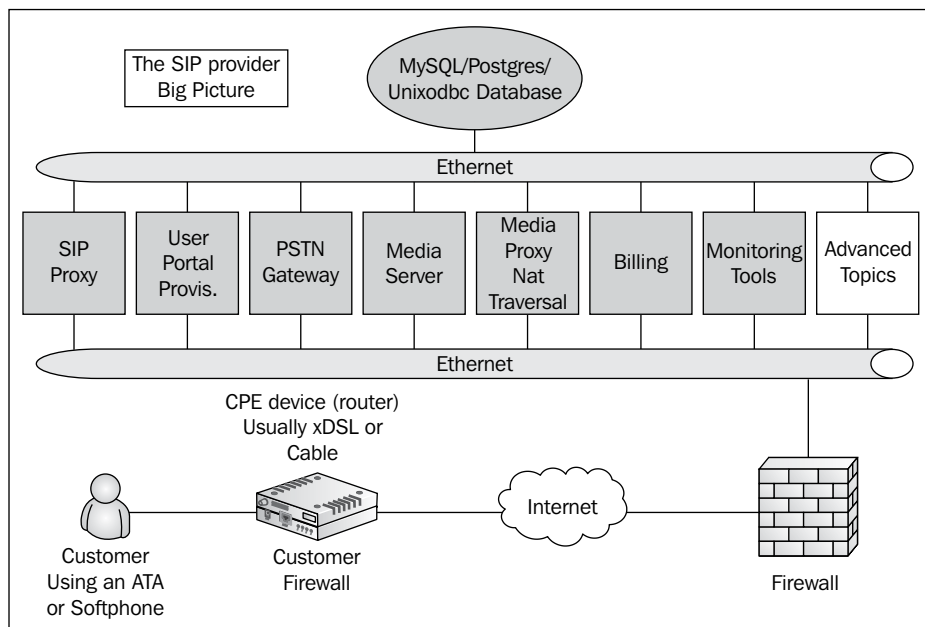 The SIP provider
Big Picture
MySQL/Postgres/
Unixodbc Database
Ethernet
SIP
Proxy
User
Portal
Provis.
PSTN
Gateway
Media
Server
Media
Proxy
Nat
Traversal
Billing
Monitoring
Tools
Advanced
Topics
Ethernet
CPE device (router)
Usually xDSL or
Cable
Internet
Customer
Using an ATA
or Softphone
Customer
Firewall
Firewall